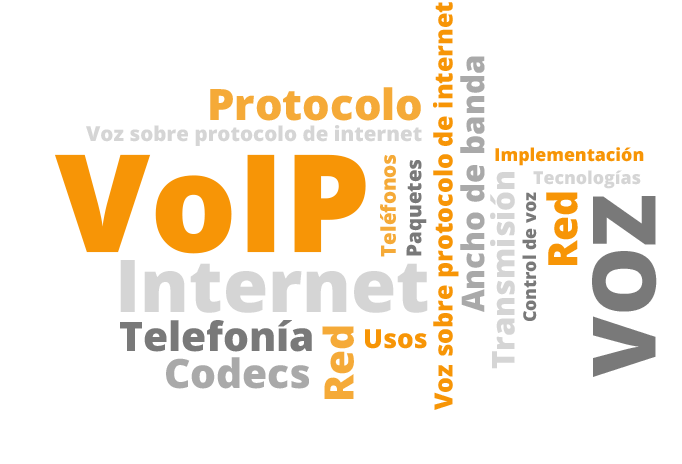 Protocolo
Voz sobre protocolo de internet
VoIP
Internet
Telefonía
Codecs
Red
Usos
Teléfonos
Paquetes
Voz sobre protocolo de internet
Ancho de banda
Transmisión
Control de voz
Implementación
Tecnologías
Red
voz